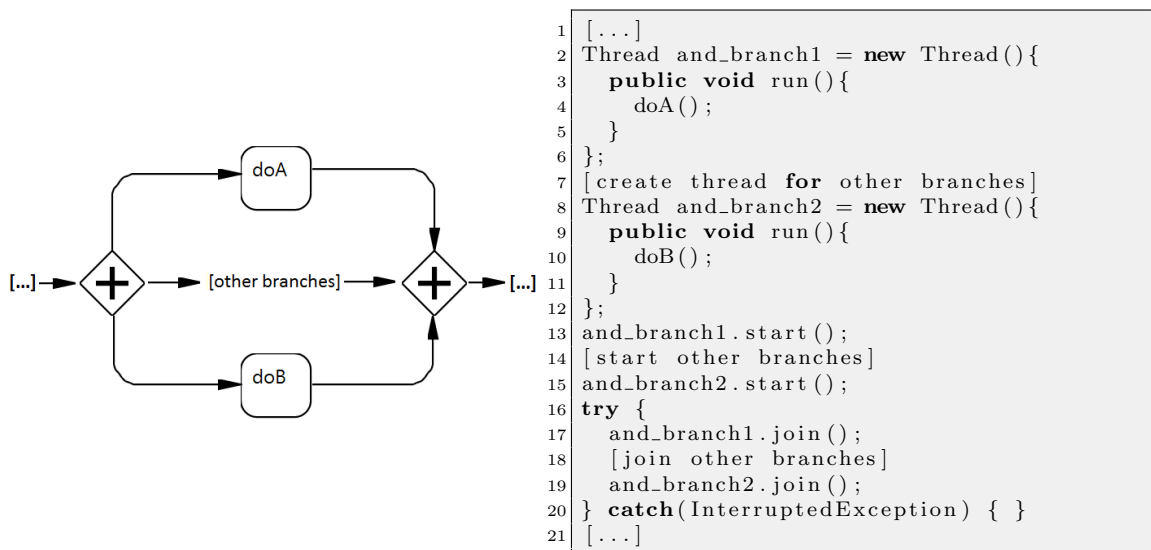 doA
[...]
[other branches]
[...]
doB
1 [...]
2 Thread and_branch1 = new Thread(){
3 public void run(){
4 doA();
5 }
6 };
7 [create thread for other branches]
8 Thread and_branch2 = new Thread(){
9 public void run(){
10 doB();
11 }
12 };
13 and_branch1.start();
14 [start other branches]
15 and_branch2.start();
16 try {
17 and_branch1.join();
18 [join other branches]
19 and_branch2.join();
20 } catch(InterruptedException) { }
21 [...]